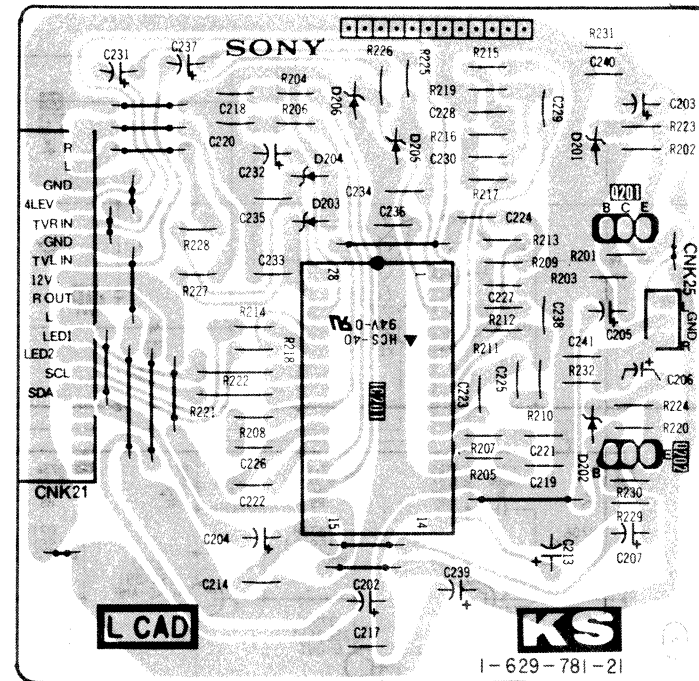 SONY
C231
C237
R226
R225
R215
R231
C240
R204
D206
R219
C218
R206
C228
C229
C203
R223
R216
D205
D201
R202
C220
C230
D204
C232
C234
R217
Q201
B C E
D203
C235
C236
C224
R
L
GND
4LEV
TVR IN
GND
TVL IN
12V
R OUT
L
LED1
LED2
SCL
SDA
CNK21
R228
R213
R201
C233
R209
R203
R227
28
1
C227
CNK25
GND
R
R214
R212
C238
C205
HCS-40
94V-0
R218
R211
C241
R222
R232
C206
C223
C225
R221
R210
R224
R208
R220
R207
C221
D202
B
E
Q202
C226
R205
C219
R230
C222
15
14
R229
C204
C213
C207
C214
C202
C239
L CAD
C217
KS
1-629-781-21